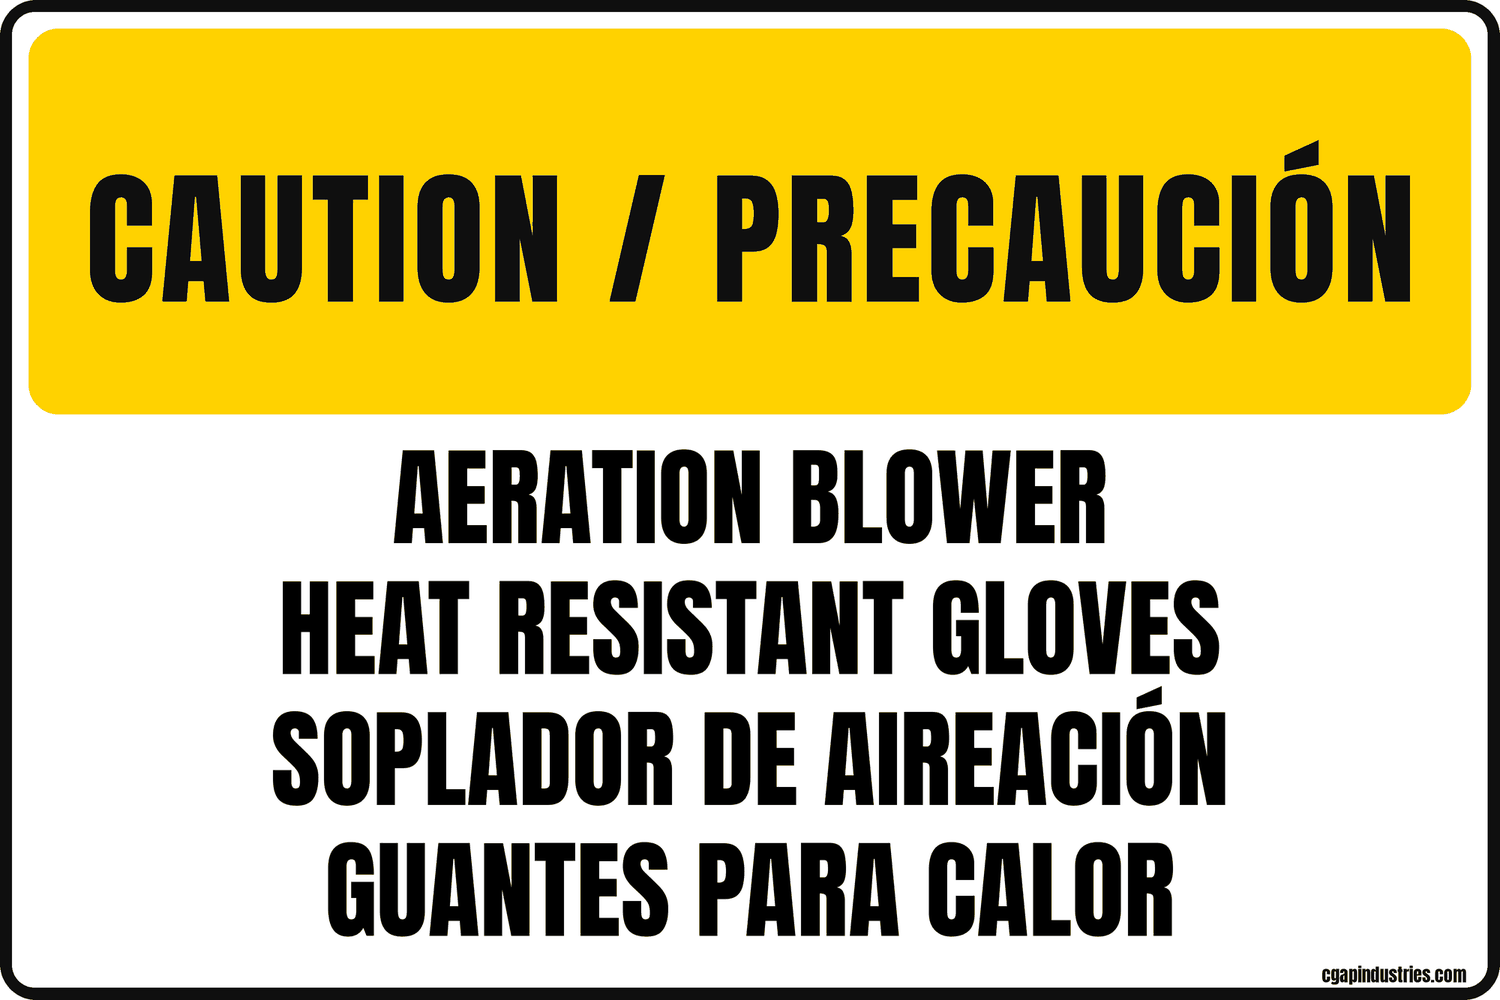 CAUTION / PRECAUCIÓN
AERATION BLOWER
HEAT RESISTANT GLOVES
SOPLADOR DE AIREACIÓN
GUANTES PARA CALOR
cgapindustries.com